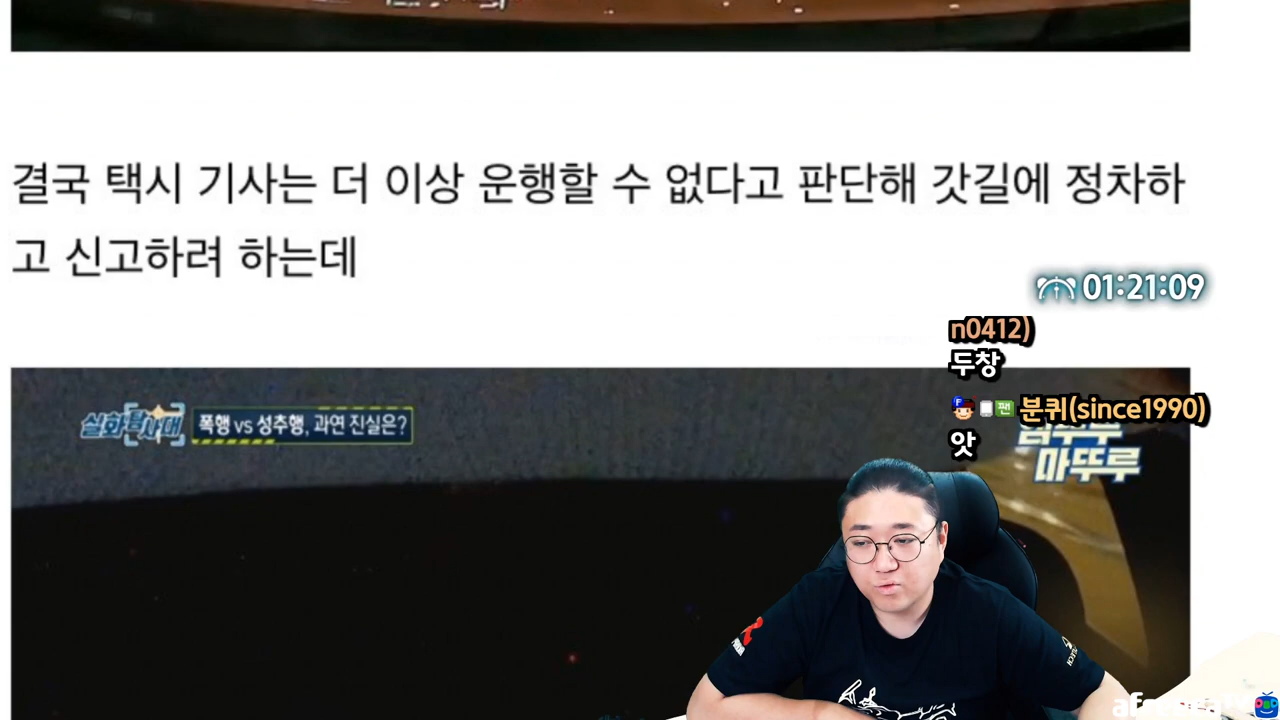 결국 택시 기사는 더 이상 운행할 수 없다고 판단해 갓길에 정차하
고 신고하려 하는데
01:21:09
n0412)
두창
분퀴(since1990)
앗
실화탐사대
폭행 vs 성추행, 과연 진실은?
마뚜루